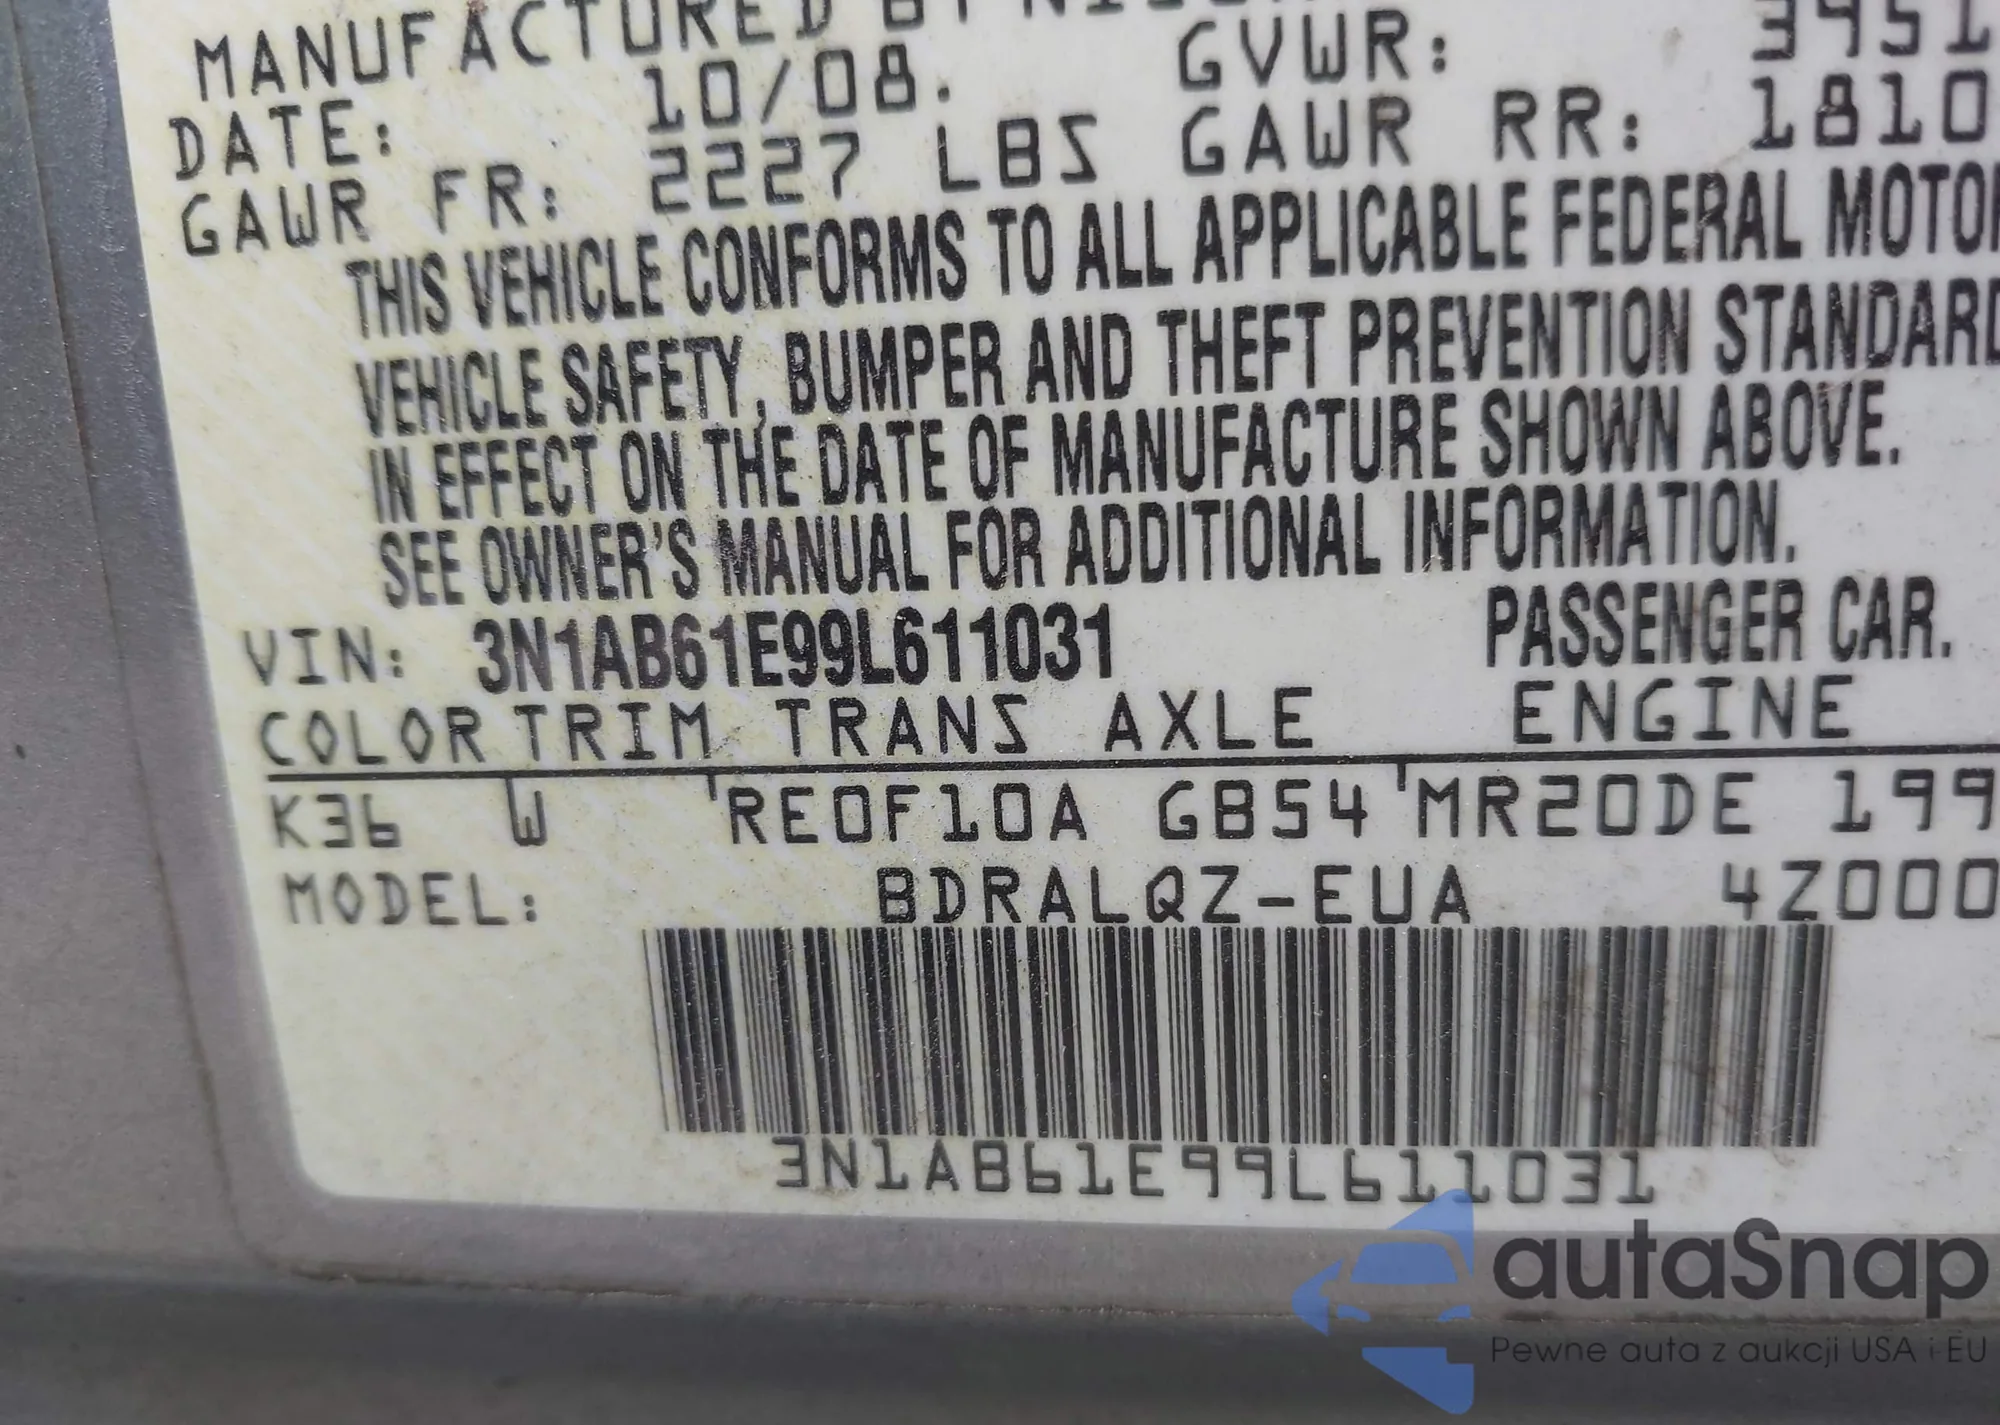 MANUFACTURED BY NISSAN
DATE: 10/08. GVWR: 3951
GAWR FR: 2227 LBS GAWR RR: 1810
THIS VEHICLE CONFORMS TO ALL APPLICABLE FEDERAL MOTOR
VEHICLE SAFETY, BUMPER AND THEFT PREVENTION STANDARD
IN EFFECT ON THE DATE OF MANUFACTURE SHOWN ABOVE.
SEE OWNER'S MANUAL FOR ADDITIONAL INFORMATION.
VIN: 3N1AB61E99L611031 PASSENGER CAR.
COLOR TRIM TRANS AXLE ENGINE
K36 W RE0F10A GB54 MR20DE 199
MODEL: BDRALQZ-EUA 4Z000
3N1AB61E99L611031
autaSnap
Pewne auta z aukcji USA i EU